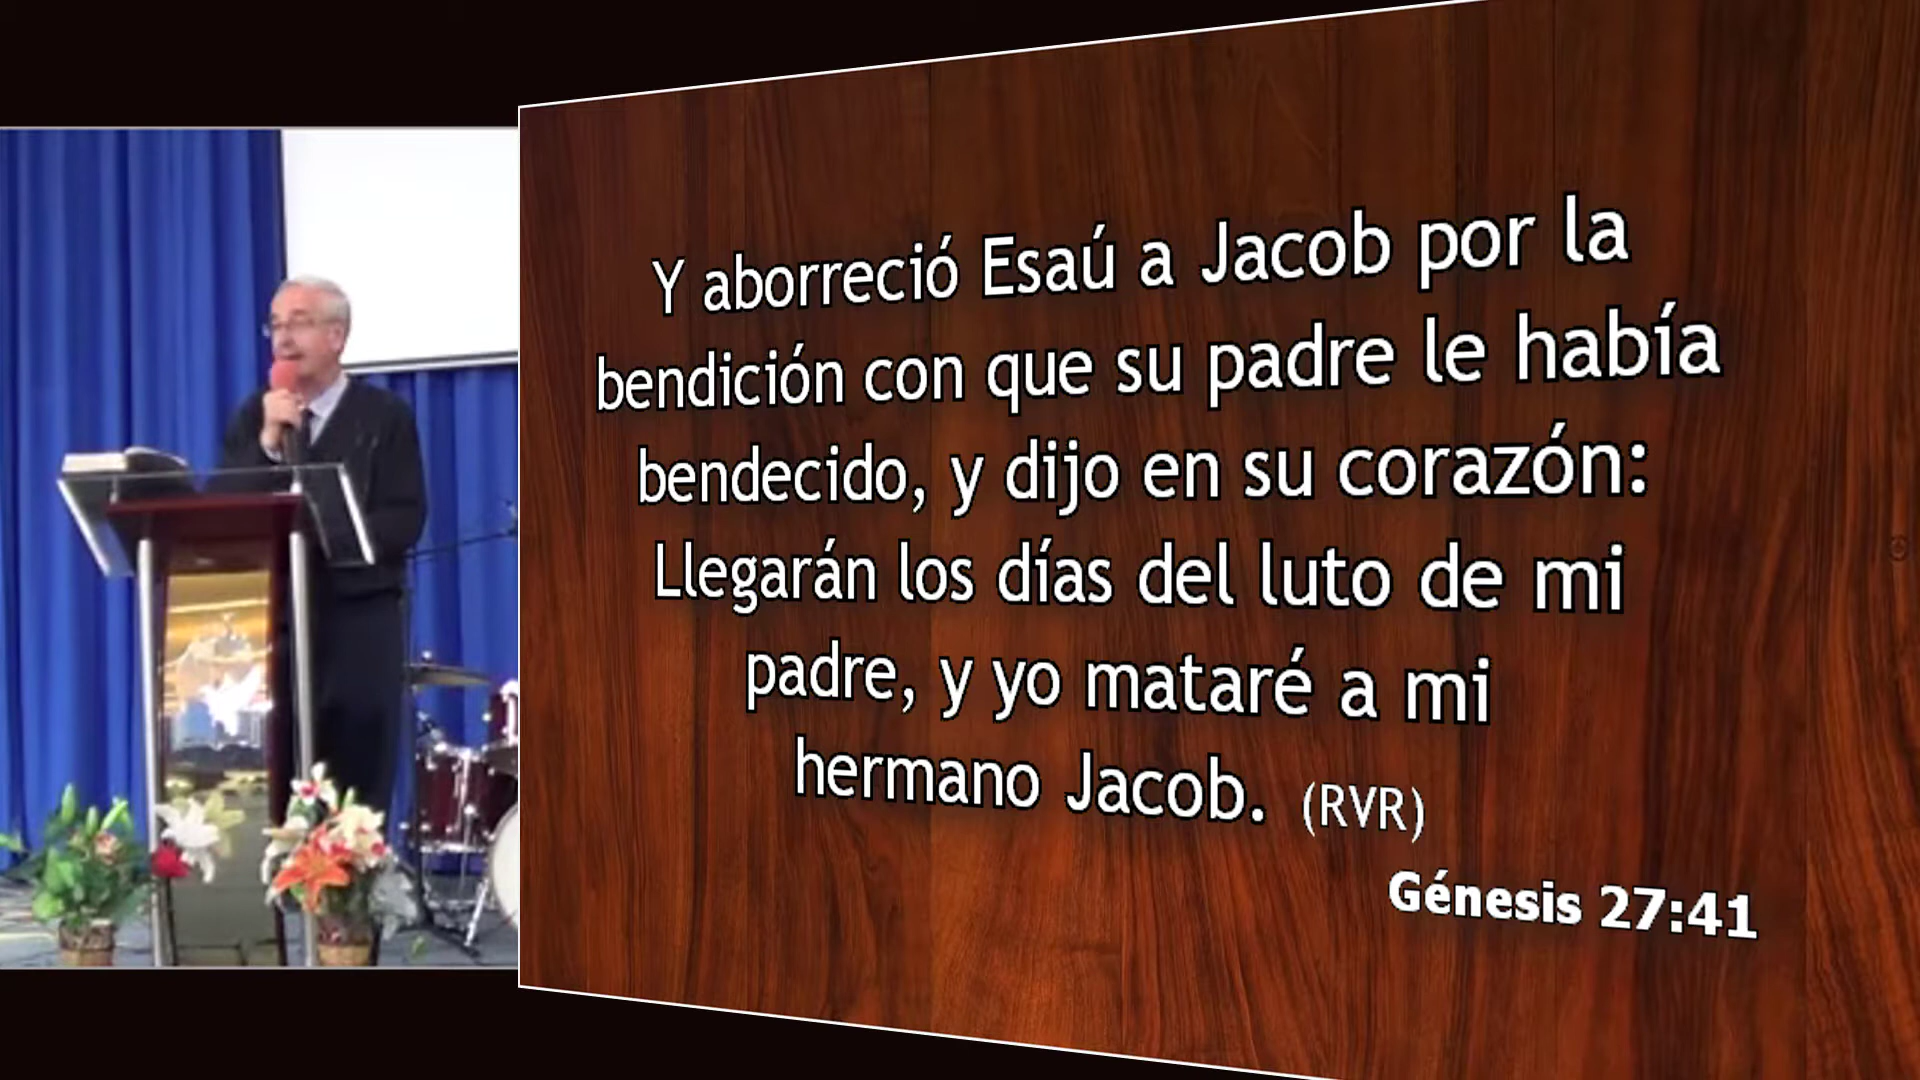 Y aborreció Esaú a Jacob por la
bendición con que su padre le había
bendecido, y dijo en su corazón:
Llegarán los días del luto de mi
padre, y yo mataré a mi
hermano Jacob. (RVR)
Génesis 27:41